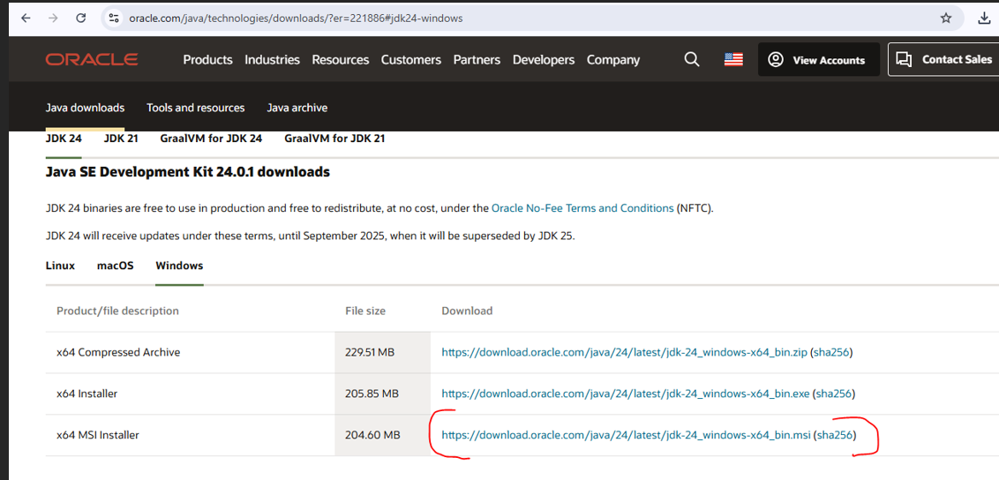 oracle.com/java/technologies/downloads/?er=221886#jdk24-windows
ORACLE Products Industries Resources Customers Partners Developers Company View Accounts Contact Sales
Java downloads Tools and resources Java archive
JDK 24 JDK 21 GraalVM for JDK 24 GraalVM for JDK 21
Java SE Development Kit 24.0.1 downloads
JDK 24 binaries are free to use in production and free to redistribute, at no cost, under the Oracle No-Fee Terms and Conditions (NFTC).
JDK 24 will receive updates under these terms, until September 2025, when it will be superseded by JDK 25.
Linux macOS Windows
Product/file description File size Download
x64 Compressed Archive 229.51 MB https://download.oracle.com/java/24/latest/jdk-24_windows-x64_bin.zip (sha256)
x64 Installer 205.85 MB https://download.oracle.com/java/24/latest/jdk-24_windows-x64_bin.exe (sha256)
x64 MSI Installer 204.60 MB https://download.oracle.com/java/24/latest/jdk-24_windows-x64_bin.msi (sha256)